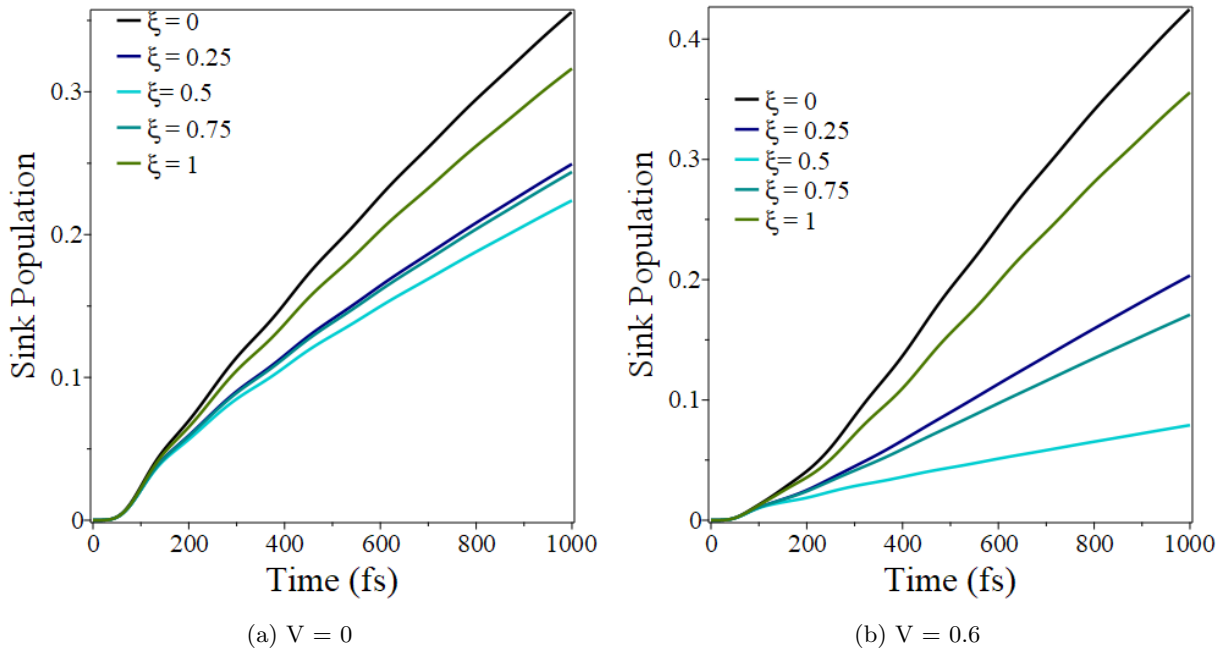 ξ = 0
ξ = 0.25
ξ= 0.5
ξ = 0.75
ξ = 1
Sink Population
0.3
0.2
0.1
0
0 200 400 600 800 1000
Time (fs)
(a) V = 0
ξ = 0
ξ = 0.25
ξ= 0.5
ξ = 0.75
ξ = 1
Sink Population
0.4
0.3
0.2
0.1
0
0 200 400 600 800 1000
Time (fs)
(b) V = 0.6